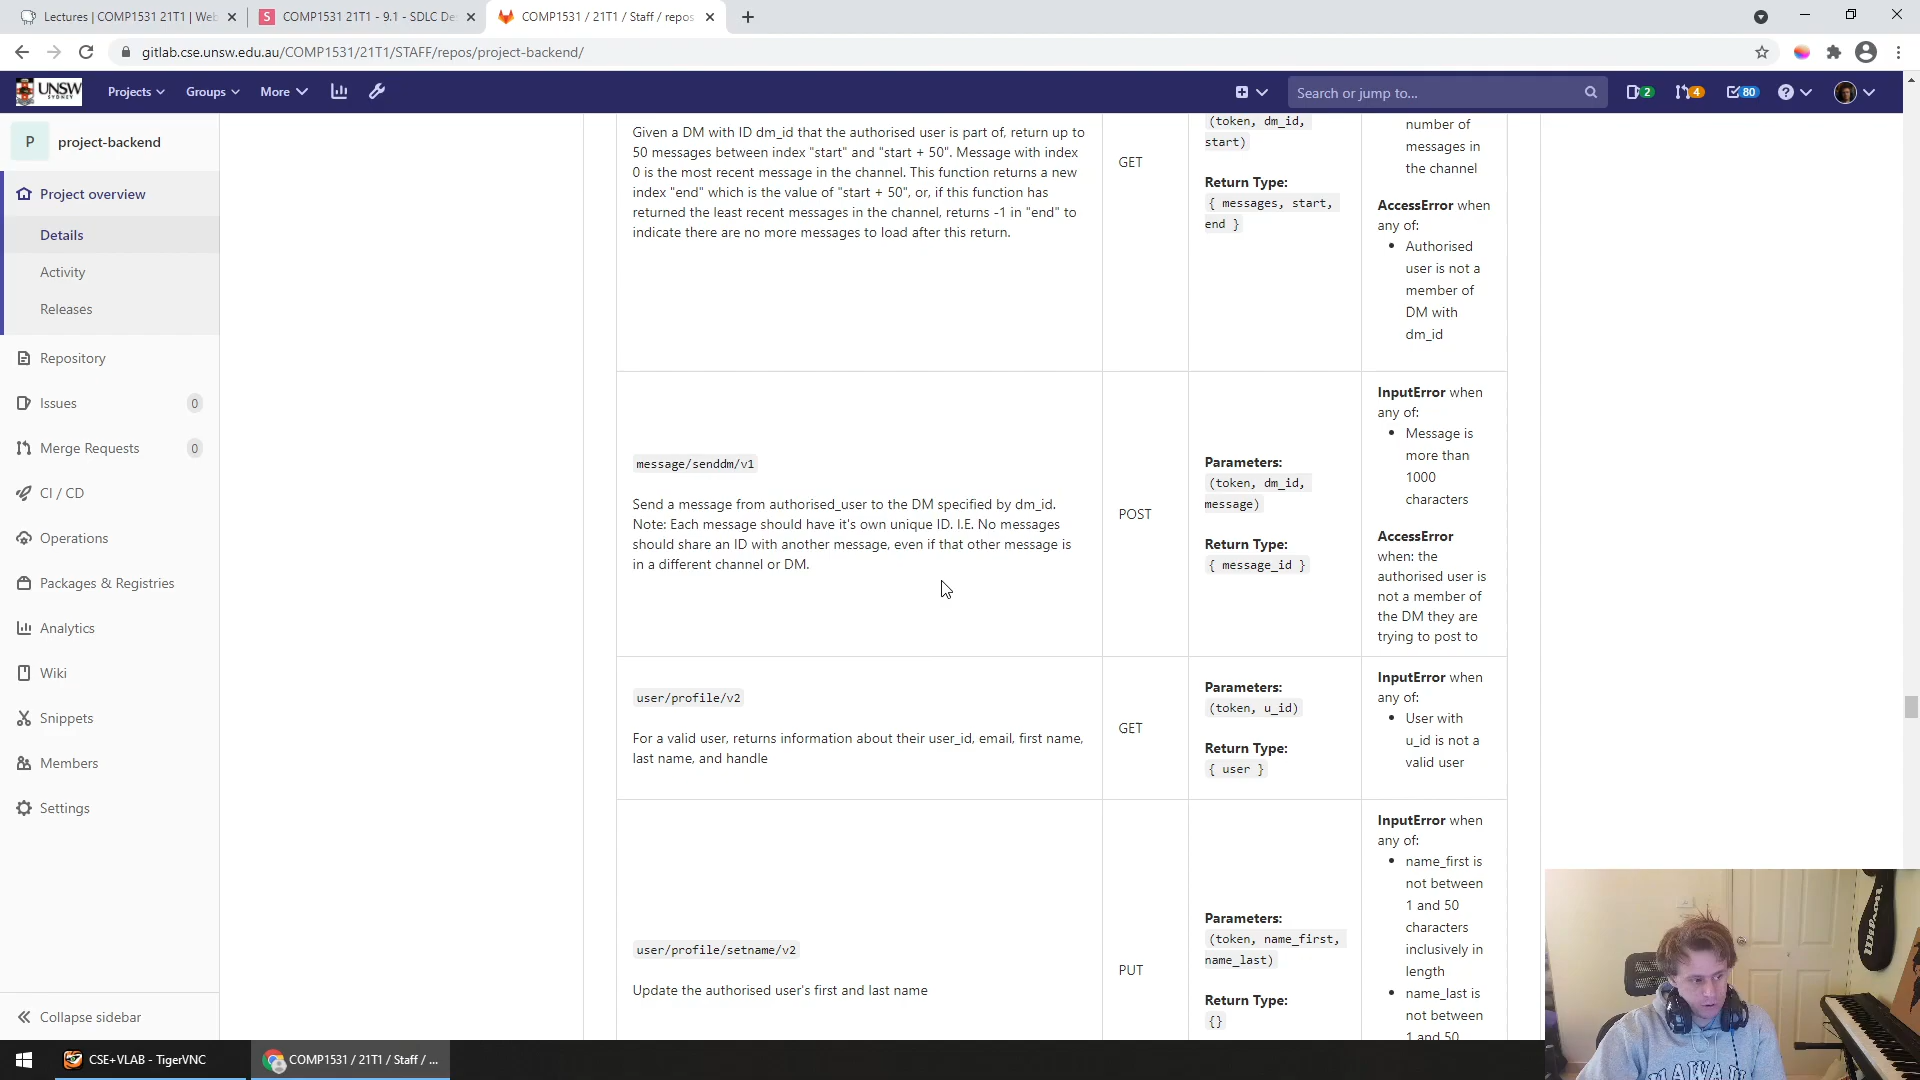 Lectures | COMP1531 21T1 | Web
COMP1531 21T1 - 9.1 - SDLC De
COMP1531 / 21T1 / Staff / repos
gitlab.cse.unsw.edu.au/COMP1531/21T1/STAFF/repos/project-backend/
UNSW
SYDNEY
Projects
Groups
More
Search or jump to...
2
4
80
P
project-backend
Project overview
Details
Activity
Releases
Repository
Issues
0
Merge Requests
0
CI / CD
Operations
Packages & Registries
Analytics
Wiki
Snippets
Members
Settings
Collapse sidebar
Given a DM with ID dm_id that the authorised user is part of, return up to
50 messages between index "start" and "start + 50". Message with index
0 is the most recent message in the channel. This function returns a new
index "end" which is the value of "start + 50", or, if this function has
returned the least recent messages in the channel, returns -1 in "end" to
indicate there are no more messages to load after this return.
GET
(token, dm_id,
start)
Return Type:
{ messages, start,
end }
number of
messages in
the channel
AccessError when
any of:
• Authorised
user is not a
member of
DM with
dm_id
message/senddm/v1
Send a message from authorised_user to the DM specified by dm_id.
Note: Each message should have it's own unique ID. I.E. No messages
should share an ID with another message, even if that other message is
in a different channel or DM.
POST
Parameters:
(token, dm_id,
message)
Return Type:
{ message_id }
InputError when
any of:
• Message is
more than
1000
characters
AccessError
when: the
authorised user is
not a member of
the DM they are
trying to post to
user/profile/v2
For a valid user, returns information about their user_id, email, first name,
last name, and handle
GET
Parameters:
(token, u_id)
Return Type:
{ user }
InputError when
any of:
• User with
u_id is not a
valid user
user/profile/setname/v2
Update the authorised user's first and last name
PUT
Parameters:
(token, name_first,
name_last)
Return Type:
{}
InputError when
any of:
• name_first is
not between
1 and 50
characters
inclusively in
length
• name_last is
not between
1 and 50
CSE+VLAB - TigerVNC
COMP1531 / 21T1 / Staff / ...